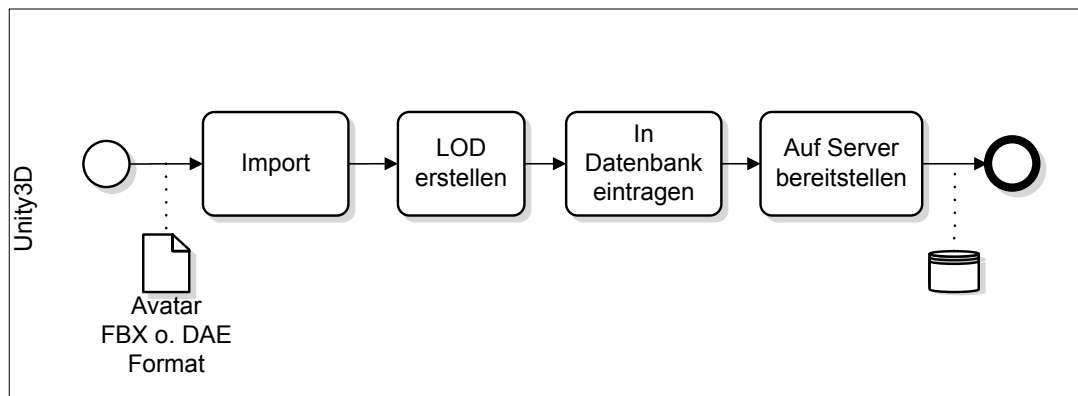 Unity3D
Import
LOD
erstellen
In
Datenbank
eintragen
Auf Server
bereitstellen
Avatar
FBX o. DAE
Format